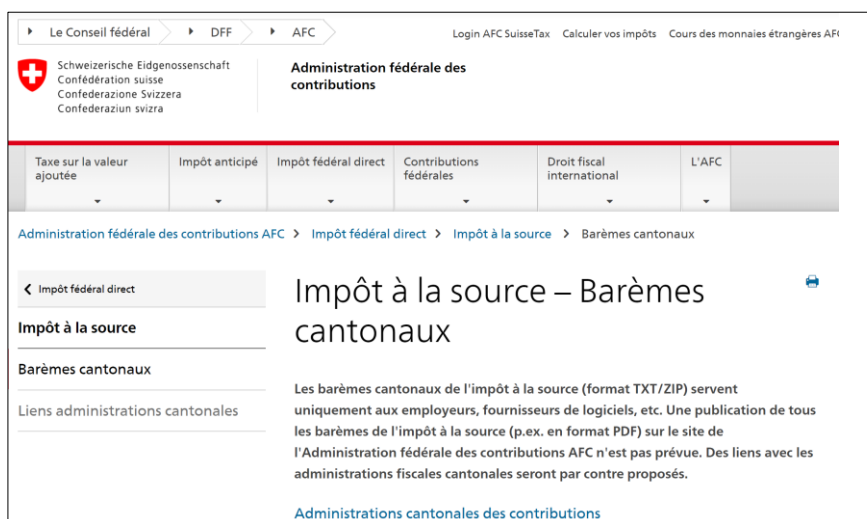 Le Conseil fédéral DFF AFC Login AFC SuisseTax Calculer vos impôts Cours des monnaies étrangères AFC
Schweizerische Eidgenossenschaft
Confédération suisse
Confederazione Svizzera
Confederaziun svizra
Administration fédérale des
contributions
Taxe sur la valeur
ajoutée
Impôt anticipé
Impôt fédéral direct
Contributions
fédérales
Droit fiscal
international
L'AFC
Administration fédérale des contributions AFC > Impôt fédéral direct > Impôt à la source > Barèmes cantonaux
Impôt fédéral direct
Impôt à la source
Barèmes cantonaux
Liens administrations cantonales
Impôt à la source – Barèmes
cantonaux
Les barèmes cantonaux de l'impôt à la source (format TXT/ZIP) servent
uniquement aux employeurs, fournisseurs de logiciels, etc. Une publication de tous
les barèmes de l'impôt à la source (p.ex. en format PDF) sur le site de
l'Administration fédérale des contributions AFC n'est pas prévue. Des liens avec les
administrations fiscales cantonales seront par contre proposés.
Administrations cantonales des contributions